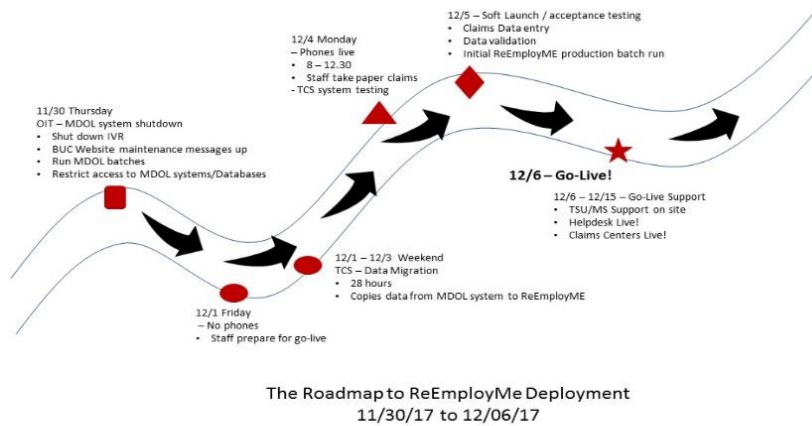 11/30 Thursday
OIT – MDOL system shutdown
• Shut down IVR
• BUC Website maintenance messages up
• Run MDOL batches
• Restrict access to MDOL systems/Databases
12/1 Friday
– No phones
• Staff prepare for go-live
12/1 – 12/3 Weekend
TCS – Data Migration
• 28 hours
• Copies data from MDOL system to ReEmployME
12/4 Monday
– Phones live
• 8 – 12.30
• Staff take paper claims
- TCS system testing
12/5 – Soft Launch / acceptance testing
• Claims Data entry
• Data validation
• Initial ReEmployME production batch run
12/6 – Go-Live!
12/6 – 12/15 – Go-Live Support
• TSU/MS Support on site
• Helpdesk Live!
• Claims Centers Live!
The Roadmap to ReEmployMe Deployment
11/30/17 to 12/06/17